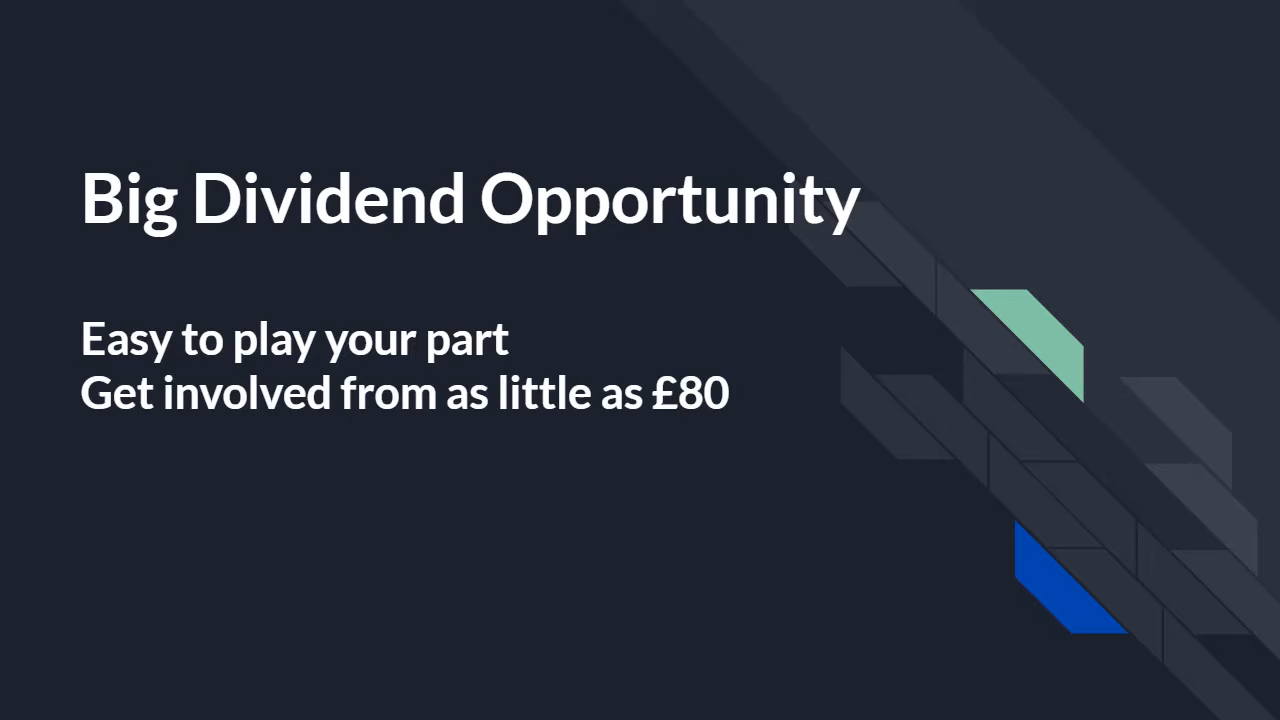 Big Dividend Opportunity
Easy to play your part
Get involved from as little as £80